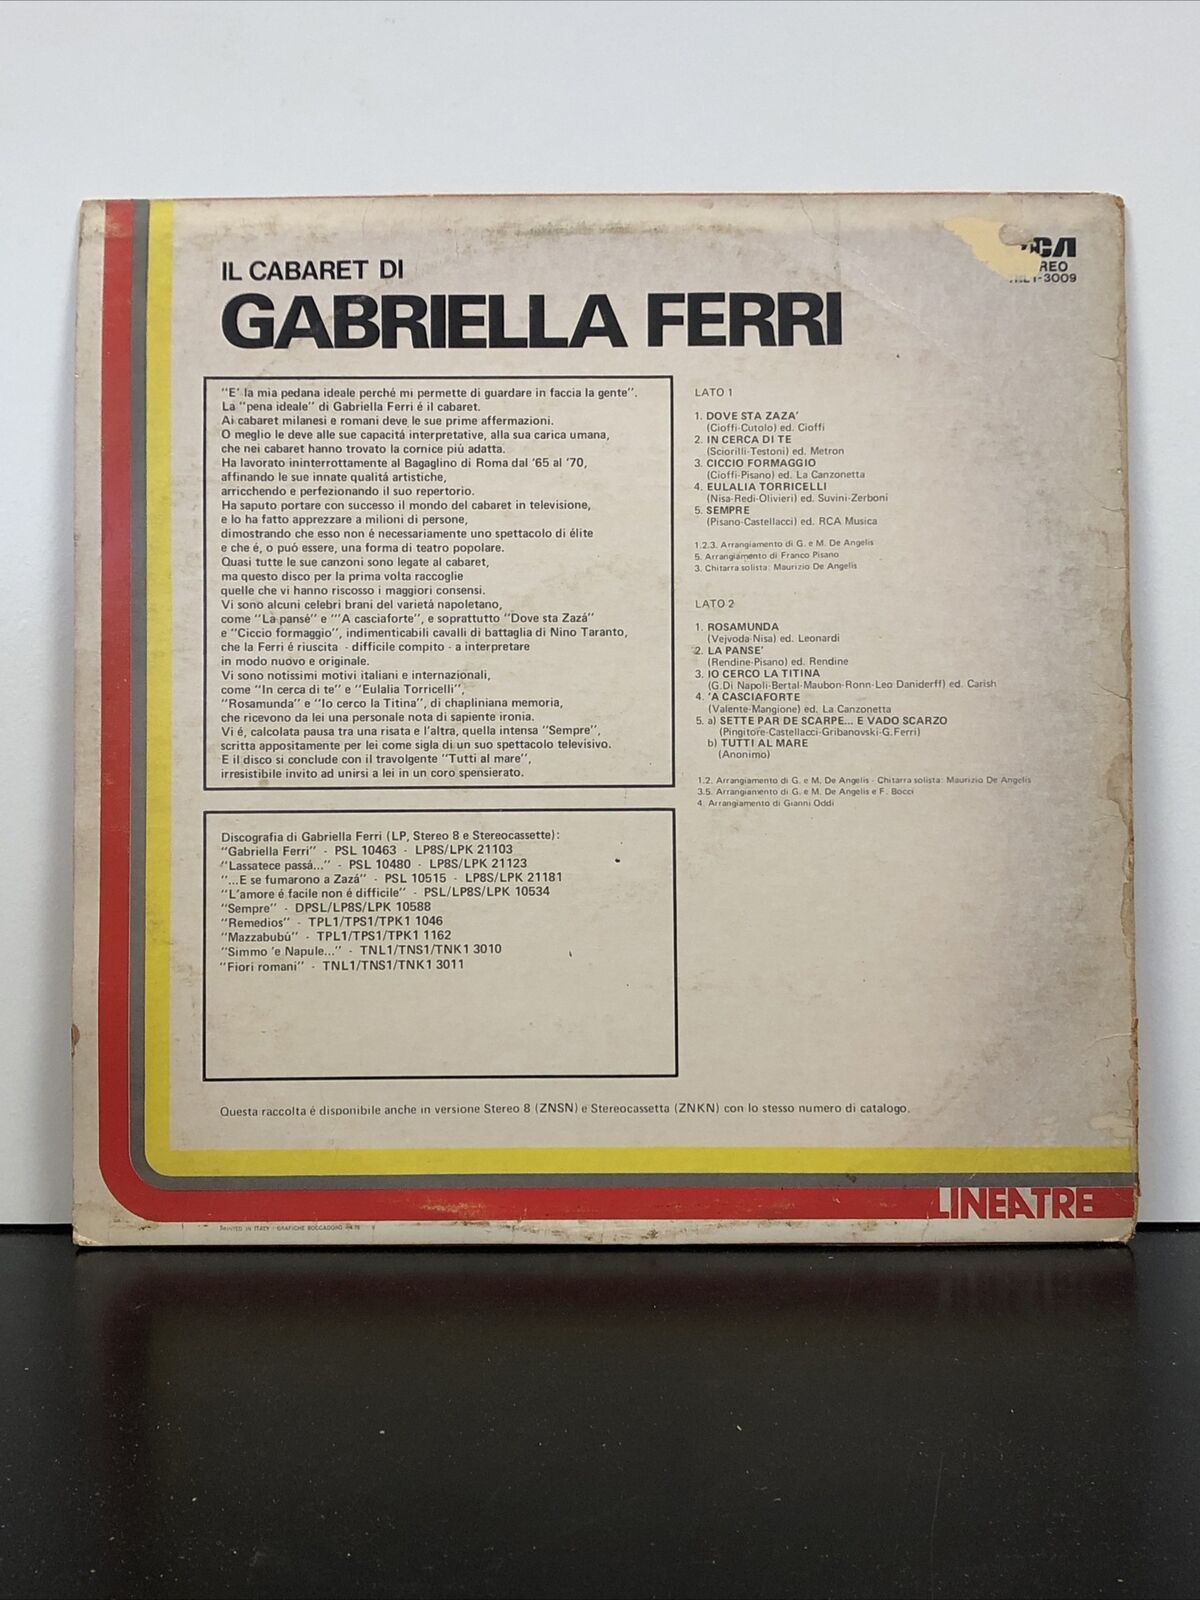 IL CABARET DI
GABRIELLA FERRI
RCA
3009
"E' la mia pedana ideale perché mi permette di guardare in faccia la gente".
La "pena ideale" di Gabriella Ferri é il cabaret.
Ai cabaret milanesi e romani deve le sue prime affermazioni.
O meglio le deve alle sue capacitá interpretative, alla sua carica umana,
che nei cabaret hanno trovato la cornice piú adatta.
Ha lavorato ininterrottamente al Bagaglino di Roma dal '65 al '70,
affinando le sue innate qualitá artistiche,
arricchendo e perfezionando il suo repertorio.
Ha saputo portare con successo il mondo del cabaret in televisione,
e lo ha fatto apprezzare a milioni di persone,
dimostrando che esso non é necessariamente uno spettacolo di élite
e che é, o puó essere, una forma di teatro popolare.
Quasi tutte le sue canzoni sono legate al cabaret,
ma questo disco per la prima volta raccoglie
quelle che vi hanno riscosso i maggiori consensi.
Vi sono alcuni celebri brani del varietá napoletano,
come "La pansé" e "'A casciaforte", e soprattutto "Dove sta Zazá"
e "Ciccio formaggio", indimenticabili cavalli di battaglia di Nino Taranto,
che la Ferri é riuscita - difficile compito - a interpretare
in modo nuovo e originale.
Vi sono notissimi motivi italiani e internazionali,
come "In cerca di te" e "Eulalia Torricelli",
"Rosamunda" e "Io cerco la Titina", di chapliniana memoria,
che ricevono da lei una personale nota di sapiente ironia.
Vi é, calcolata pausa tra una risata e l'altra, quella intensa "Sempre",
scritta appositamente per lei come sigla di un suo spettacolo televisivo.
E il disco si conclude con il travolgente "Tutti al mare",
irresistibile invito ad unirsi a lei in un coro spensierato.
Discografia di Gabriella Ferri (LP, Stereo 8 e Stereocassette):
"Gabriella Ferri" - PSL 10463 - LP8S/LPK 21103
"Lassatece passá..." - PSL 10480 - LP8S/LPK 21123
"...E se fumarono a Zazá" - PSL 10515 - LP8S/LPK 21181
"L'amore é facile non é difficile" - PSL/LP8S/LPK 10534
"Sempre" - DPSL/LP8S/LPK 10588
"Remedios" - TPL1/TPS1/TPK1 1046
"Mazzabubú" - TPL1/TPS1/TPK1 1162
"Simmo 'e Napule..." - TNL1/TNS1/TNK1 3010
"Fiori romani" - TNL1/TNS1/TNK1 3011
LATO 1
1. DOVE STA ZAZA'
(Cioffi-Cutolo) ed. Cioffi
2. IN CERCA DI TE
(Sciorilli-Testoni) ed. Metron
3. CICCIO FORMAGGIO
(Cioffi-Pisano) ed. La Canzonetta
4. EULALIA TORRICELLI
(Nisa-Redi-Olivieri) ed. Suvini-Zerboni
5. SEMPRE
(Pisano-Castellacci) ed. RCA Musica
1.2.3. Arrangiamento di G. e M. De Angelis
5. Arrangiamento di Franco Pisano
3. Chitarra solista: Maurizio De Angelis
LATO 2
1. ROSAMUNDA
(Vejvoda-Nisa) ed. Leonardi
2. LA PANSE'
(Rendine-Pisano) ed. Rendine
3. IO CERCO LA TITINA
(G.Di Napoli-Bertal-Maubon-Ronn-Leo Daniderff) ed. Carish
4. 'A CASCIAFORTE
(Valente-Mangione) ed. La Canzonetta
5. a) SETTE PAR DE SCARPE... E VADO SCARZO
(Pingitore-Castellacci-Gribanovski-G.Ferri)
b) TUTTI AL MARE
(Anonimo)
1.2. Arrangiamento di G. e M. De Angelis - Chitarra solista: Maurizio De Angelis
3.5. Arrangiamento di G. e M. De Angelis e F. Bocci
4. Arrangiamento di Gianni Oddi
Questa raccolta é disponibile anche in versione Stereo 8 (ZNSN) e Stereocassetta (ZNKN) con lo stesso numero di catalogo.
LINEATRE
PRINTED IN ITALY